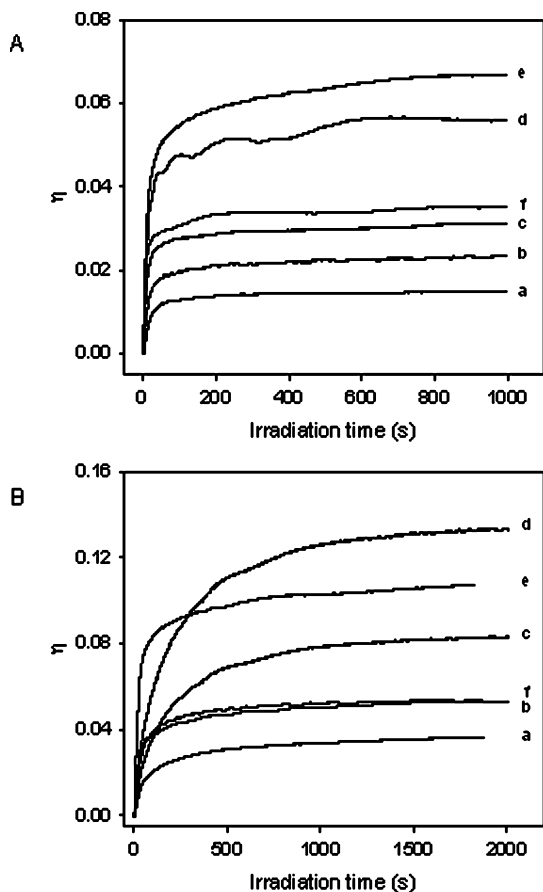 A
0.08
0.06
0.04
0.02
0.00
η
e
d
f
c
b
a
0 200 400 600 800 1000
Irradiation time (s)
B
0.16
0.12
0.08
0.04
0.00
η
d
e
c
f
b
a
0 500 1000 1500 2000
Irradiation time (s)